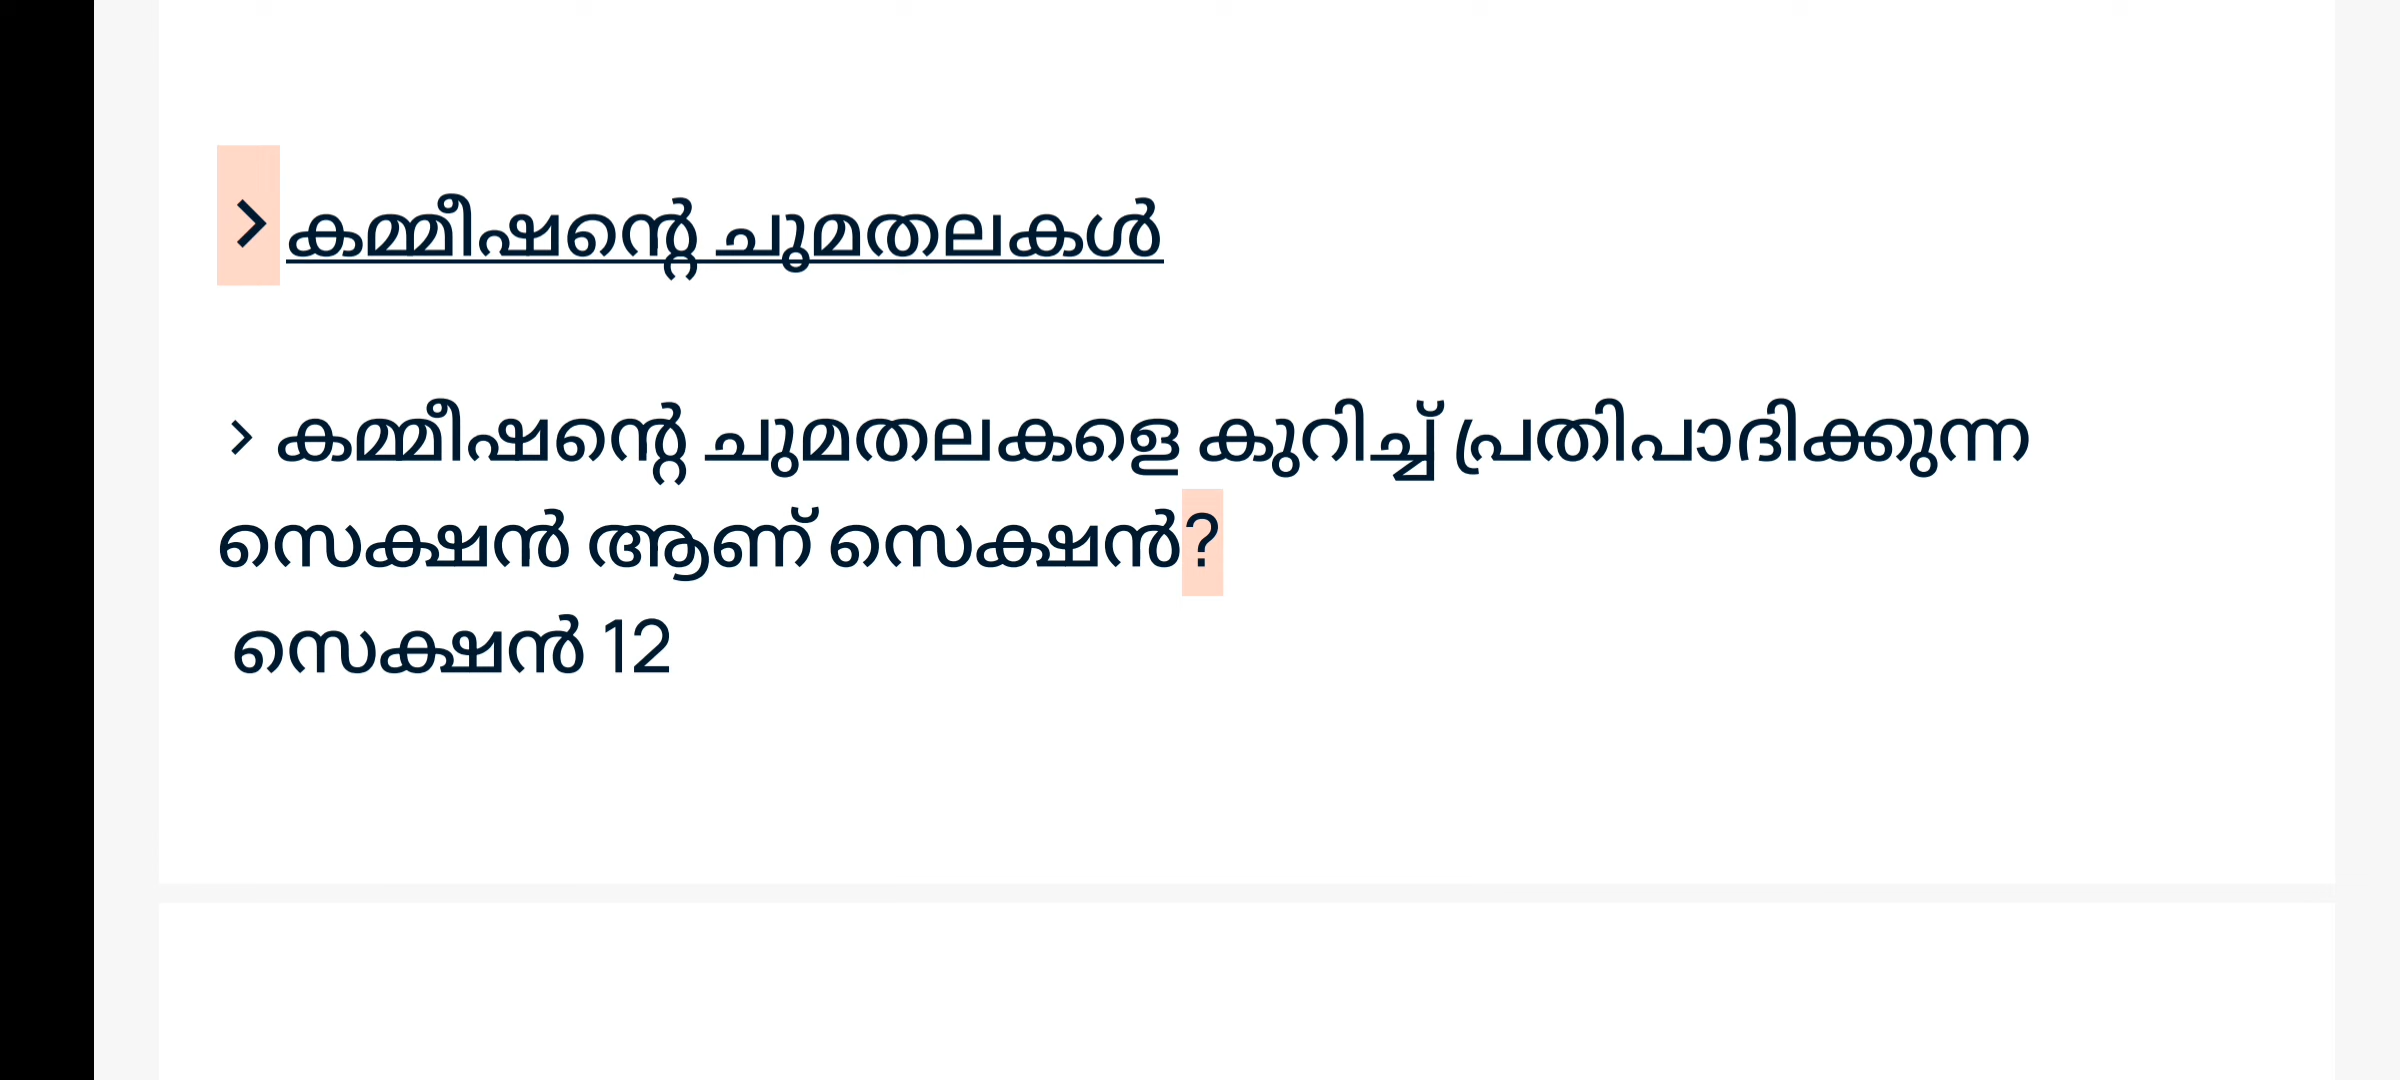 > കമ്മീഷന്റെ ചുമതലകൾ
> കമ്മീഷന്റെ ചുമതലകളെ കുറിച്ച് പ്രതിപാദിക്കുന്ന
സെക്ഷൻ ആണ് സെക്ഷൻ?
സെക്ഷൻ 12